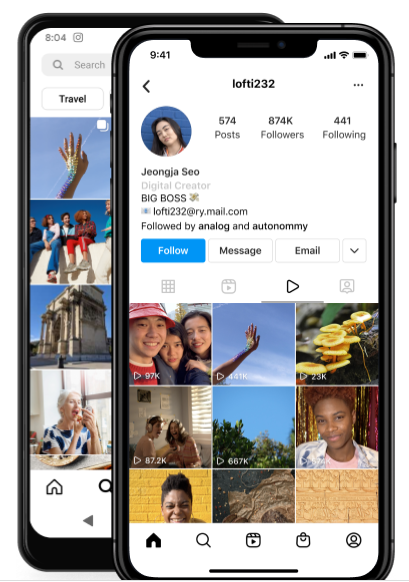 8:04
Search
Travel
9:41
lofti232
574
Posts
874K
Followers
441
Following
Jeongja Seo
Digital Creator
BIG BOSS
lofti232@ry.mail.com
Followed by analog and autonommy
Follow
Message
Email
97K
441K
23K
87.2K
667K